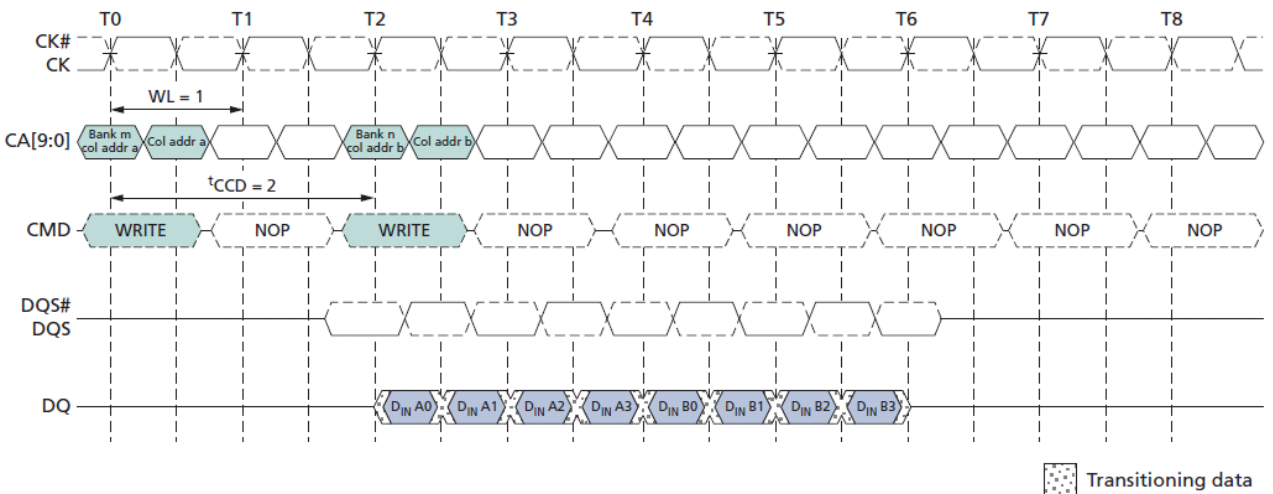 T0 T1 T2 T3 T4 T5 T6 T7 T8
CK#
CK
WL = 1
CA[9:0]
Bank m
col addr a
Col addr a
Bank n
col addr b
Col addr b
tCCD = 2
CMD WRITE NOP WRITE NOP NOP NOP NOP NOP NOP
DQS#
DQS
DQ DIN A0 DIN A1 DIN A2 DIN A3 DIN B0 DIN B1 DIN B2 DIN B3
Transitioning data